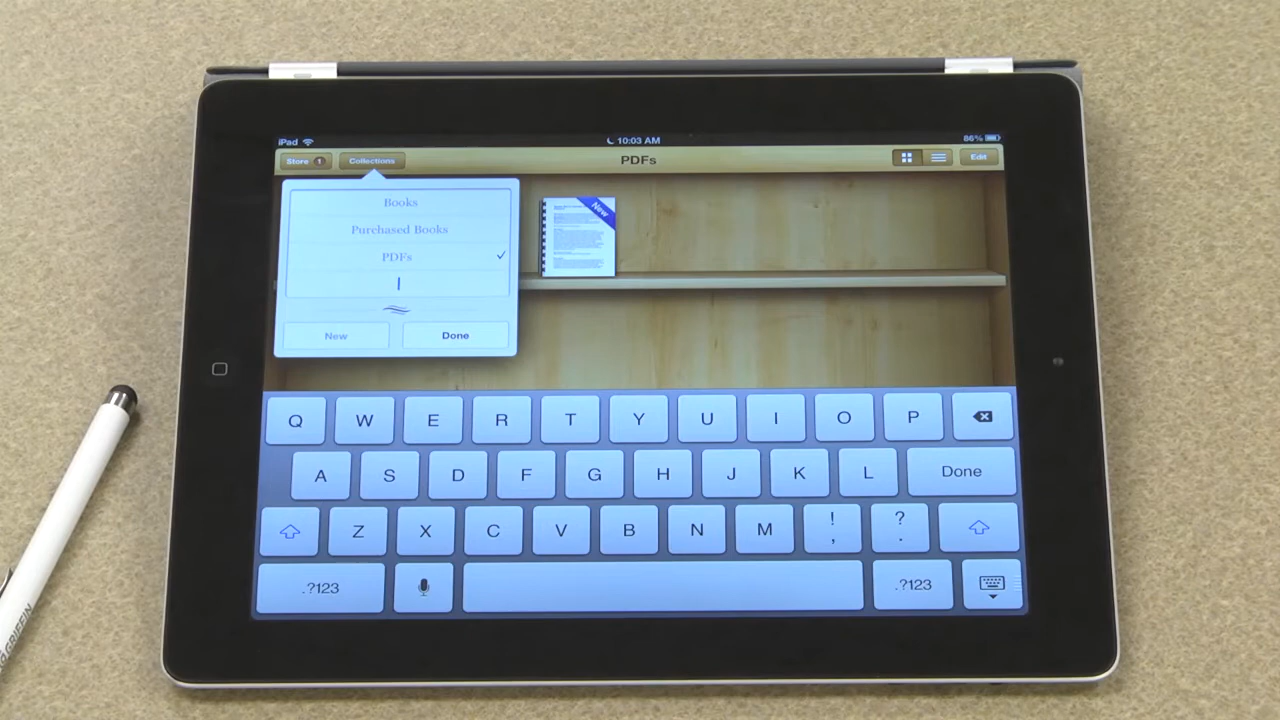 iPad 10:03 AM 86%
Store 1 Collections PDFs Edit
Books
Purchased Books
PDFs
New Done
New
Q W E R T Y U I O P
A S D F G H J K L Done
Z X C V B N M ! , ? .
.?123 .?123
GRIFFIN